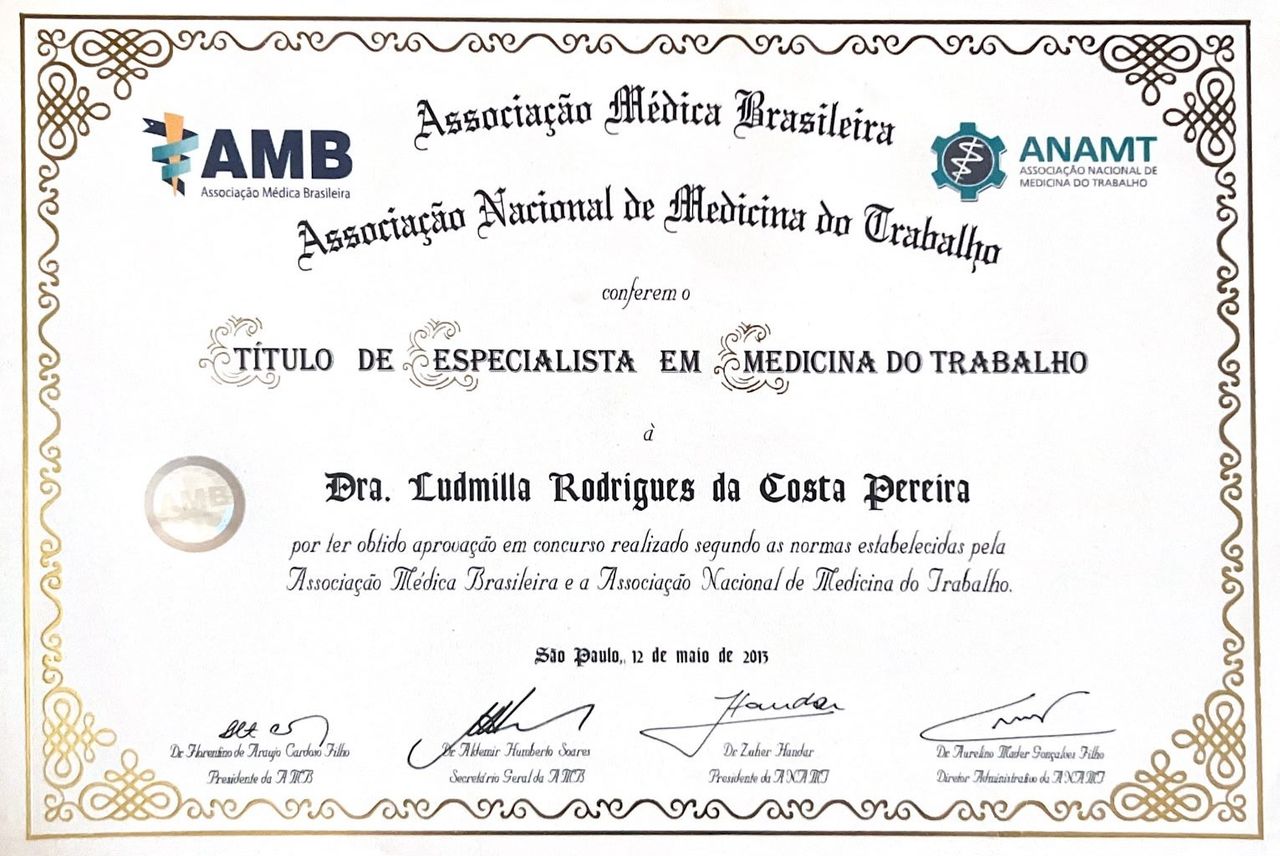 AMB
Associação Médica Brasileira
Associação Médica Brasileira
ANAMT
ASSOCIAÇÃO NACIONAL DE
MEDICINA DO TRABALHO
Associação Nacional de Medicina do Trabalho
conferem o
TÍTULO DE ESPECIALISTA EM MEDICINA DO TRABALHO
à
Dra. Ludmilla Rodrigues da Costa Pereira
AMB
por ter obtido aprovação em concurso realizado segundo as normas estabelecidas pela
Associação Médica Brasileira e a Associação Nacional de Medicina do Trabalho.
São Paulo,, 12 de maio de 2013
Dr. Florentino de Araujo Cardoso Filho
Presidente da AMB
Dr Aldemir Humberto Soares
Secretário Geral da AMB
Handar
Dr Zuher Handar
Presidente da ANAMT
Dr Aurelino Mader Gonçalves Filho
Diretor Administrativo da ANAMT